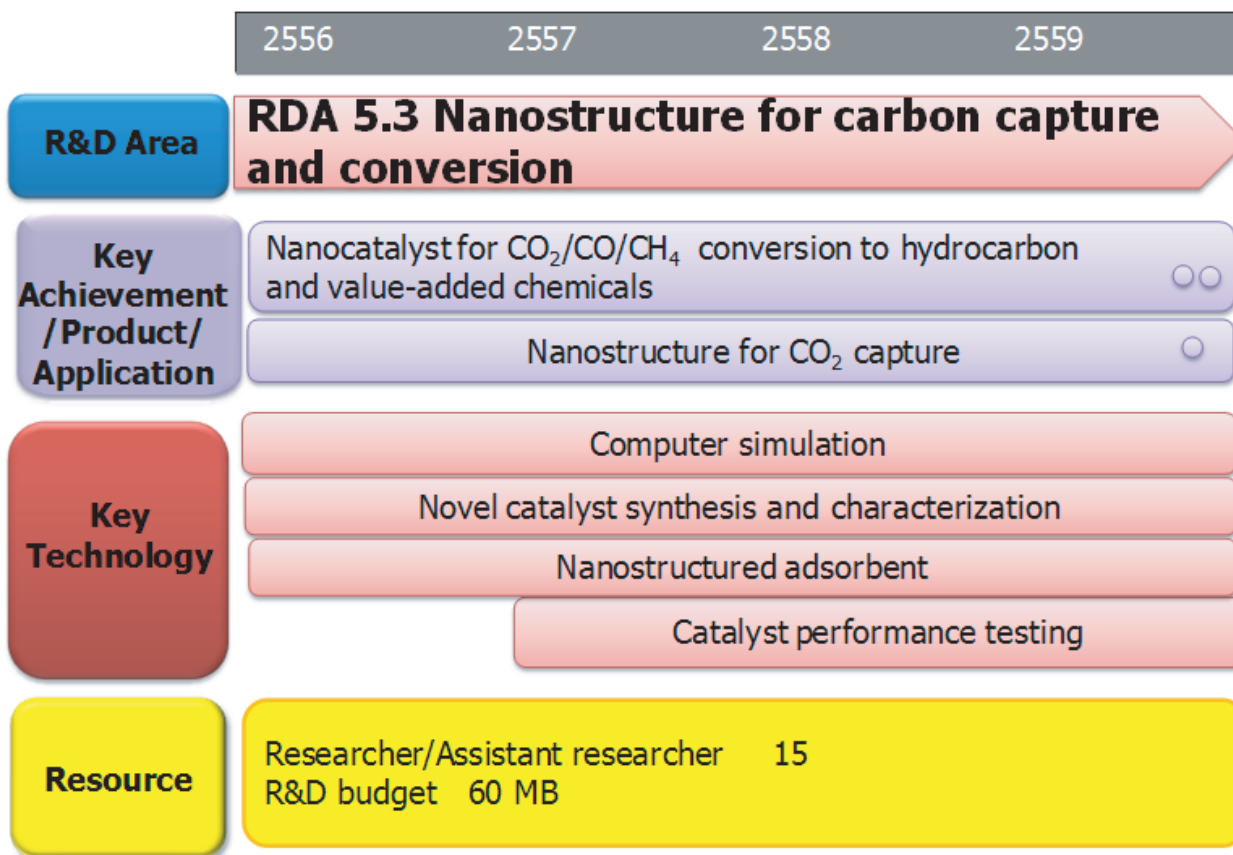 2556 2557 2558 2559
R&D Area
RDA 5.3 Nanostructure for carbon capture
and conversion
Key
Achievement
/Product/
Application
Nanocatalyst for CO₂/CO/CH₄ conversion to hydrocarbon
and value-added chemicals
Nanostructure for CO₂ capture
Key
Technology
Computer simulation
Novel catalyst synthesis and characterization
Nanostructured adsorbent
Catalyst performance testing
Resource
Researcher/Assistant researcher 15
R&D budget 60 MB